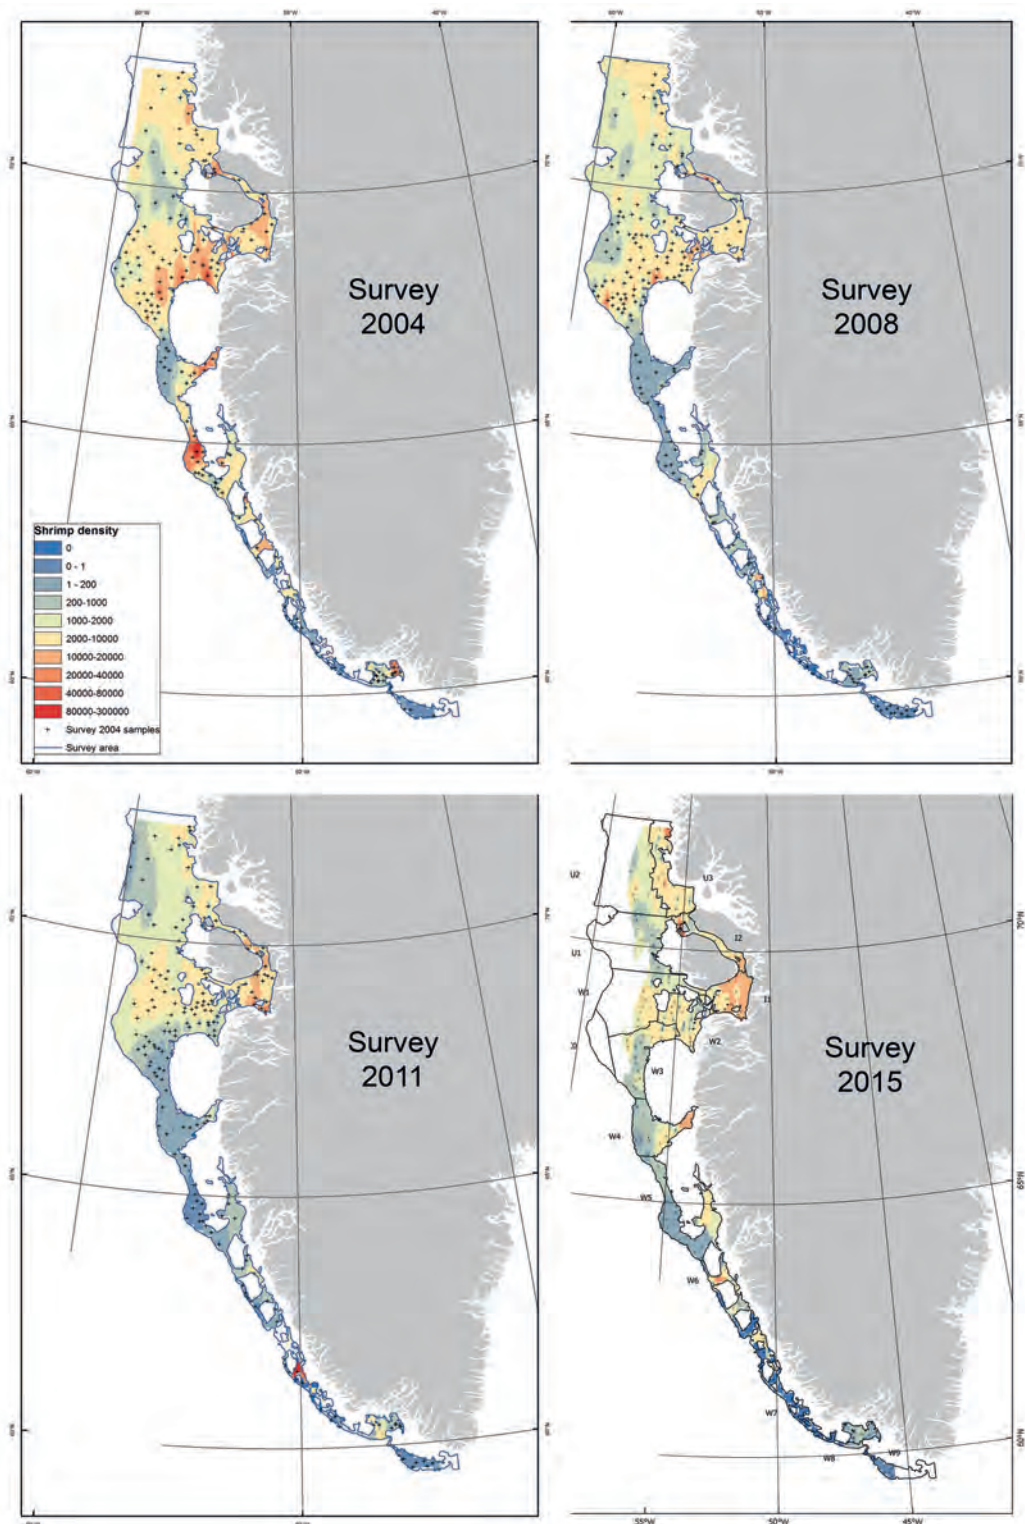 Survey
2004
Shrimp density
0
0 - 1
1 - 200
200-1000
1000-2000
2000-10000
10000-20000
20000-40000
40000-80000
80000-300000
Survey 2004 samples
Survey area
Survey
2008
Survey
2011
U2
U3
70°N
U1
I2
I1
W2
W3
W4
65°N
W5
W6
W7
W8
W9
60°N
55°W
50°W
45°W
Survey
2015